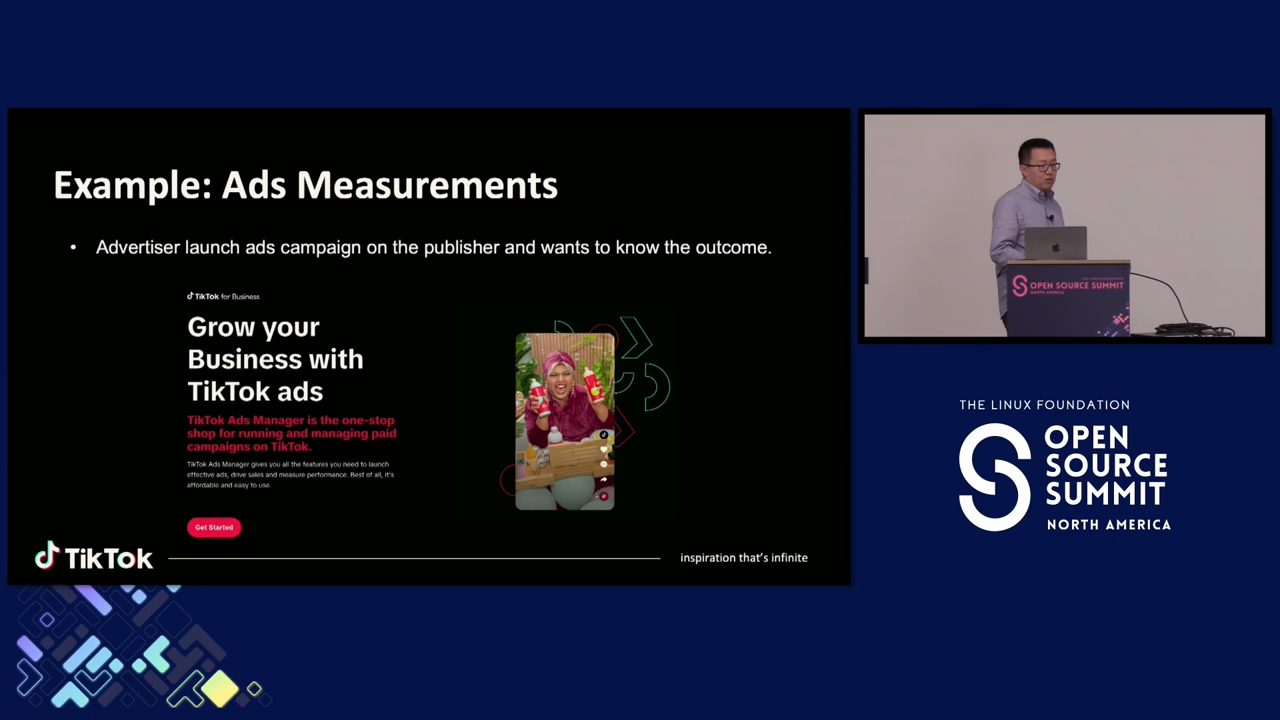 Example: Ads Measurements
• Advertiser launch ads campaign on the publisher and wants to know the outcome.
TikTok for Business
Grow your
Business with
TikTok ads
TikTok Ads Manager is the one-stop
shop for running and managing paid
campaigns on TikTok.
TikTok Ads Manager gives you all the features you need to launch
effective ads, drive sales and measure performance. Best of all, it's
affordable and easy to use.
Get Started
TikTok
inspiration that's infinite
THE LINUX FOUNDATION
OPEN SOURCE SUMMIT
NORTH AMERICA
THE LINUX FOUNDATION
OPEN
SOURCE
SUMMIT
NORTH AMERICA